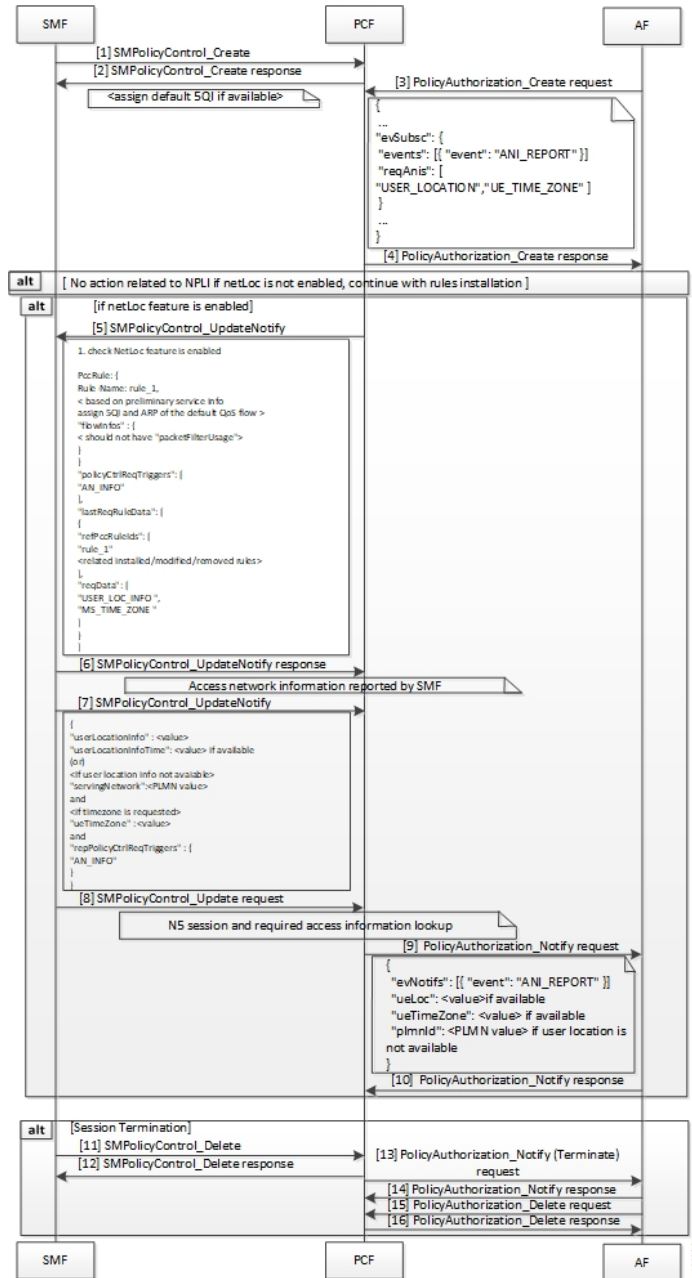 SMF
PCF
AF
[1] SMPolicyControl_Create
[2] SMPolicyControl_Create response
<assign default 5QI if available>
[3] PolicyAuthorization_Create request
{
...
"evSubsc": {
"events": [{ "event": "ANI_REPORT" }]
"reqAnis": [
"USER_LOCATION","UE_TIME_ZONE" ]
}
...
}
[4] PolicyAuthorization_Create response
alt
[ No action related to NPLI if netLoc is not enabled, continue with rules installation ]
alt
[if netLoc feature is enabled]
[5] SMPolicyControl_UpdateNotify
1. check NetLoc feature is enabled
PccRule: {
Rule Name: rule_1,
< based on preliminary service info
assign 5QI and ARP of the default QoS flow >
"flowInfos" : {
< should not have "packetFilterUsage">
}
}
"policyCtrlReqTriggers": {
"AN_INFO"
},
"lastReqRuleData": {
{
"refPccRuleIds": {
"rule_1"
<related installed/modified/removed rules>
},
"reqData": {
"USER_LOC_INFO ",
"MS_TIME_ZONE "
}
}
}
[6] SMPolicyControl_UpdateNotify response
Access network information reported by SMF
[7] SMPolicyControl_UpdateNotify
{
"userLocationInfo" : <value>
"userLocationInfoTime": <value> if available
(or)
<if user location info not avaiable>
"servingNetwork":<PLMN value>
and
<if timezone is requested>
"ueTimeZone" :<value>
and
"repPolicyCtrlReqTriggers" : {
"AN_INFO"
}
}
[8] SMPolicyControl_Update request
N5 session and required access information lookup
[9] PolicyAuthorization_Notify request
{
"evNotifs": [{ "event": "ANI_REPORT" }]
"ueLoc": <value>if available
"ueTimeZone": <value> if available
"plmnId": <PLMN value> if user location is
not available
}
[10] PolicyAuthorization_Notify response
alt
[Session Termination]
[11] SMPolicyControl_Delete
[12] SMPolicyControl_Delete response
[13] PolicyAuthorization_Notify (Terminate)
request
[14] PolicyAuthorization_Notify response
[15] PolicyAuthorization_Delete request
[16] PolicyAuthorization_Delete response
SMF
PCF
AF